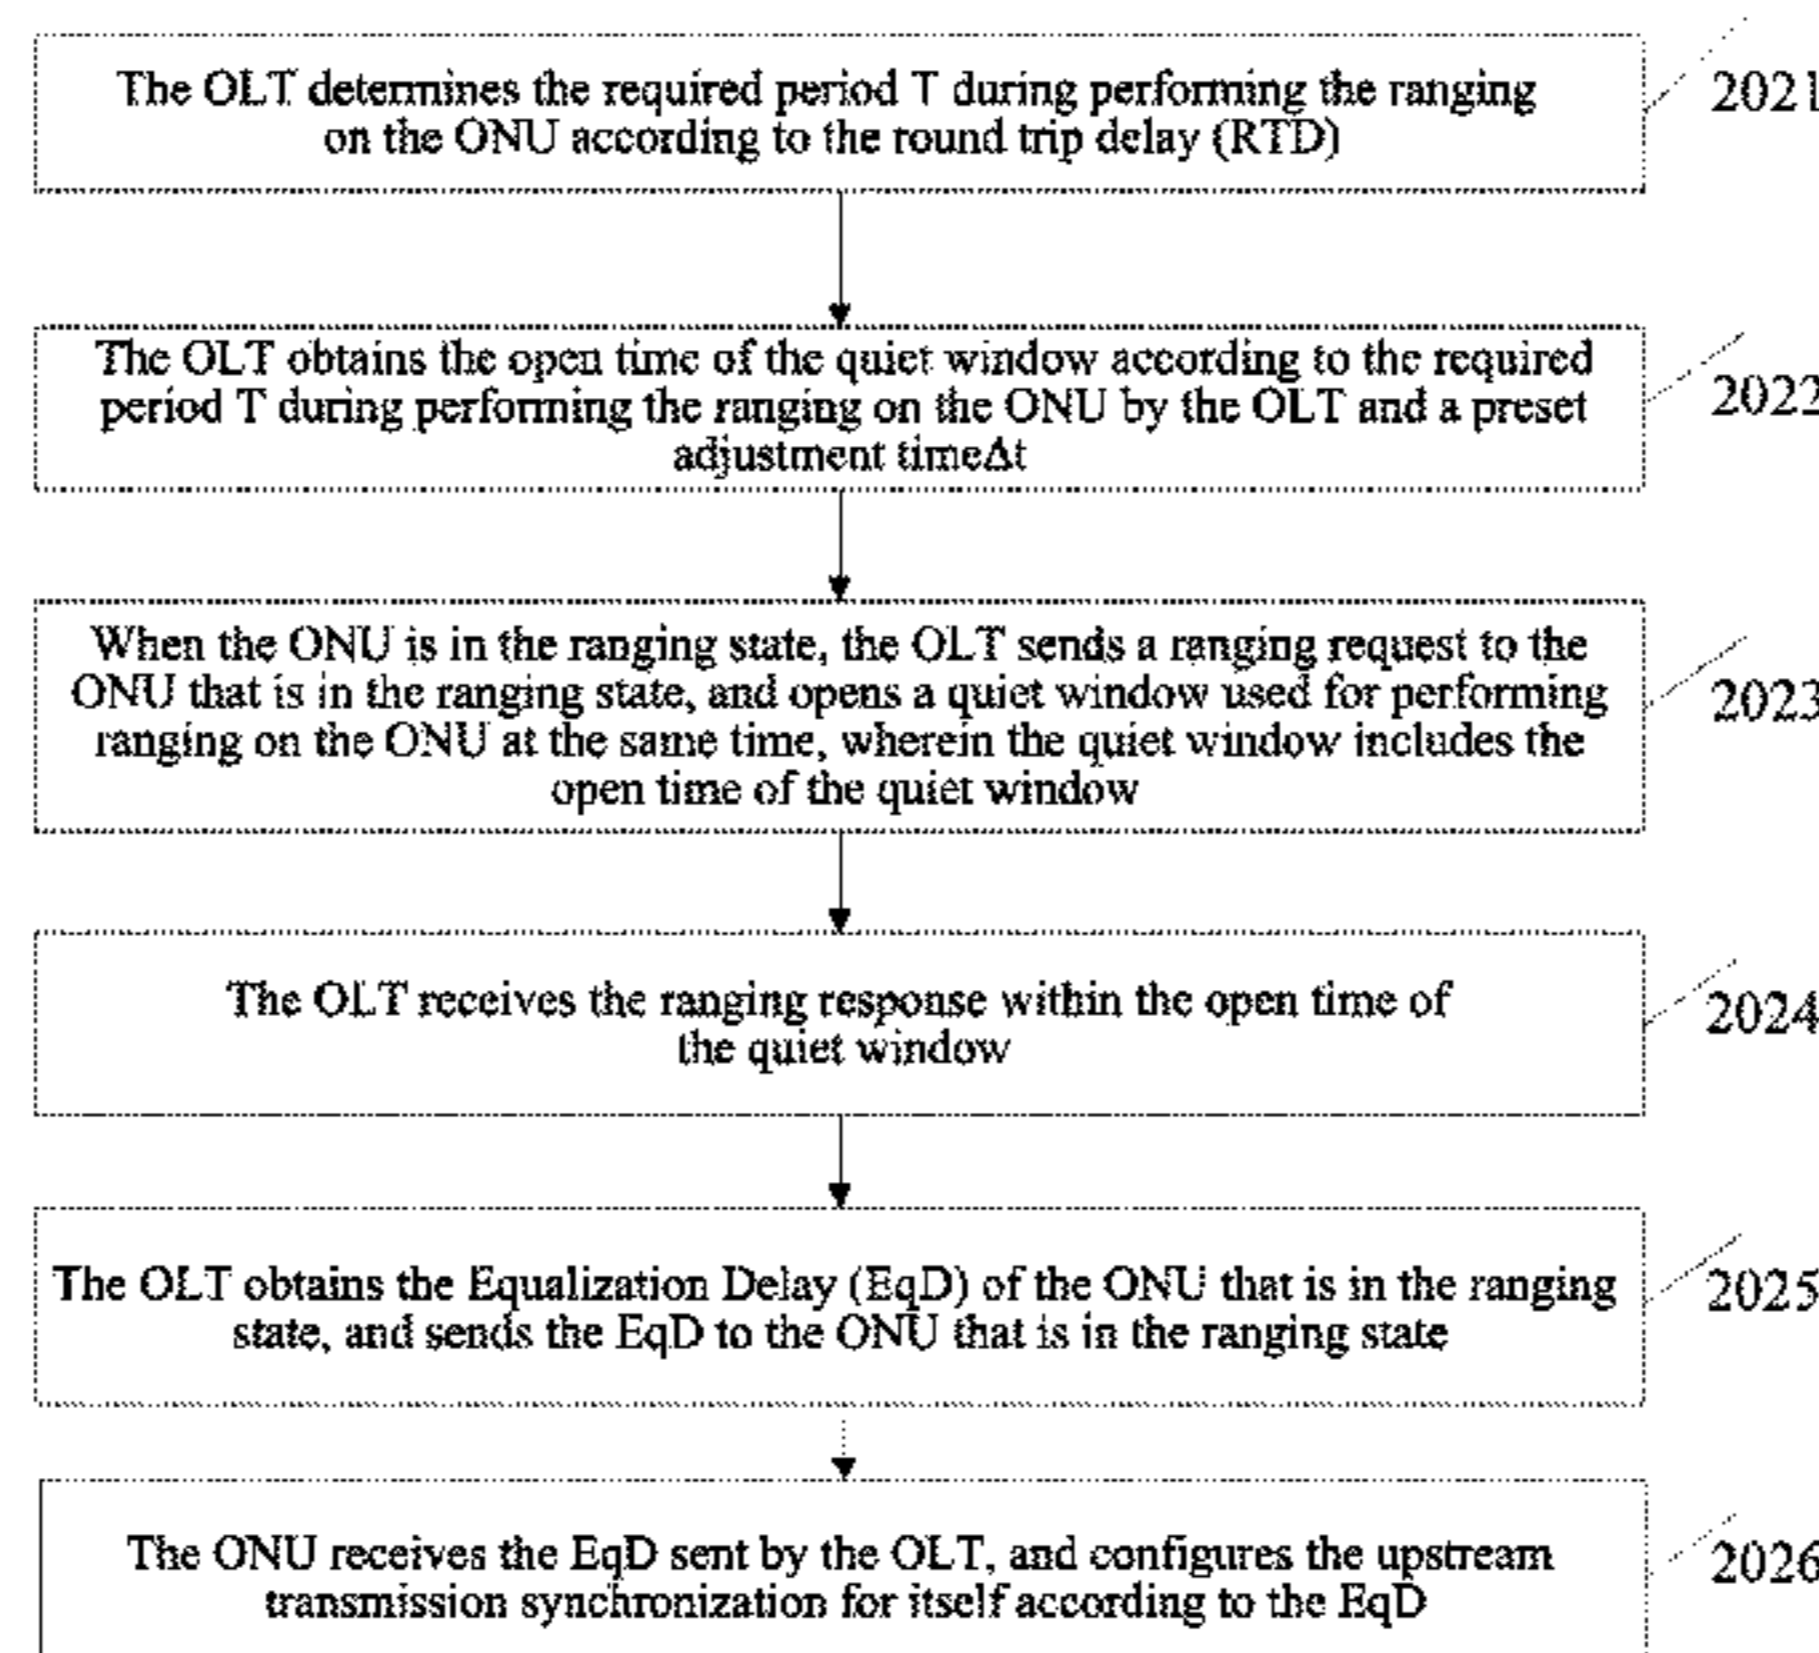 The OLT determines the required period T during performing the ranging
on the ONU according to the round trip delay (RTD)
2021
The OLT obtains the open time of the quiet window according to the required
period T during performing the ranging on the ONU by the OLT and a preset
adjustment timeΔt
2022
When the ONU is in the ranging state, the OLT sends a ranging request to the
ONU that is in the ranging state, and opens a quiet window used for performing
ranging on the ONU at the same time, wherein the quiet window includes the
open time of the quiet window
2023
The OLT receives the ranging response within the open time of
the quiet window
2024
The OLT obtains the Equalization Delay (EqD) of the ONU that is in the ranging
state, and sends the EqD to the ONU that is in the ranging state
2025
The ONU receives the EqD sent by the OLT, and configures the upstream
transmission synchronization for itself according to the EqD
2026